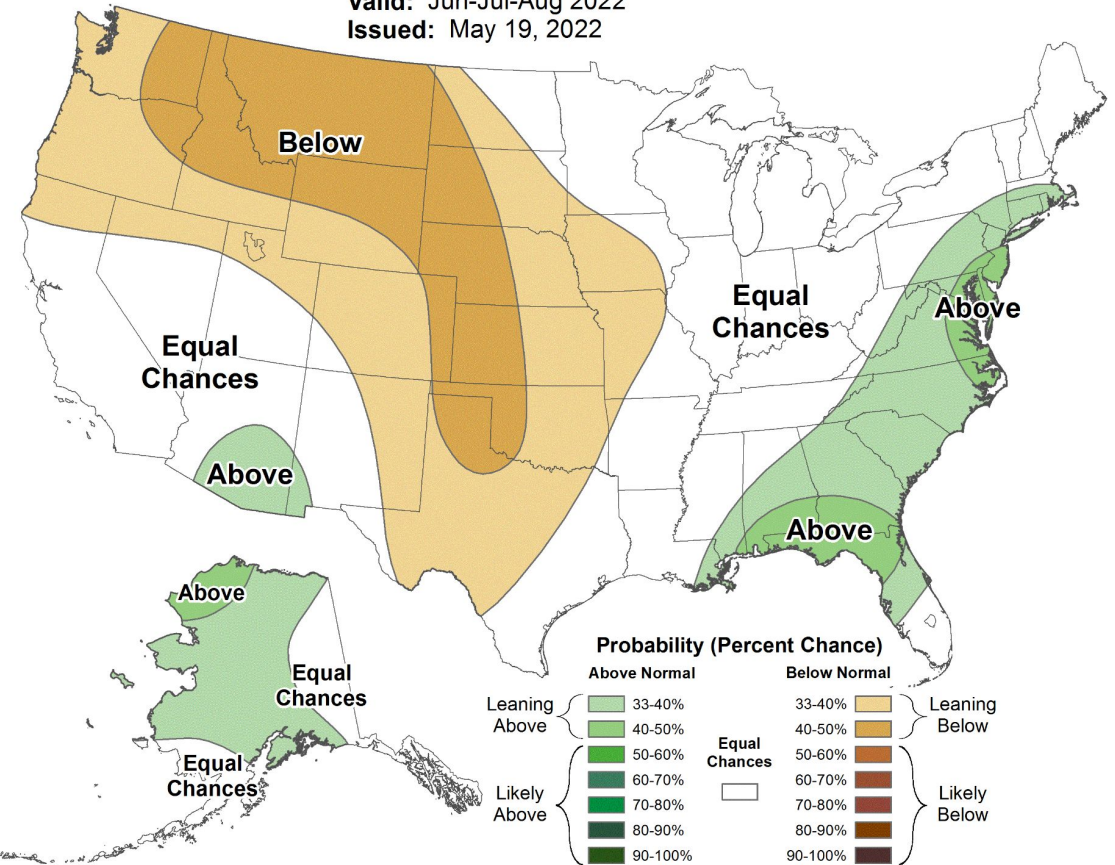 Valid: Jun-Jul-Aug 2022
Issued: May 19, 2022
Below
Equal
Chances
Above
Equal
Chances
Above
Above
Above
Equal
Chances
Equal
Chances
Probability (Percent Chance)
Above Normal
Below Normal
Leaning
Above
33-40%
40-50%
Likely
Above
50-60%
60-70%
70-80%
80-90%
90-100%
Equal
Chances
33-40%
40-50%
Leaning
Below
50-60%
60-70%
70-80%
80-90%
90-100%
Likely
Below